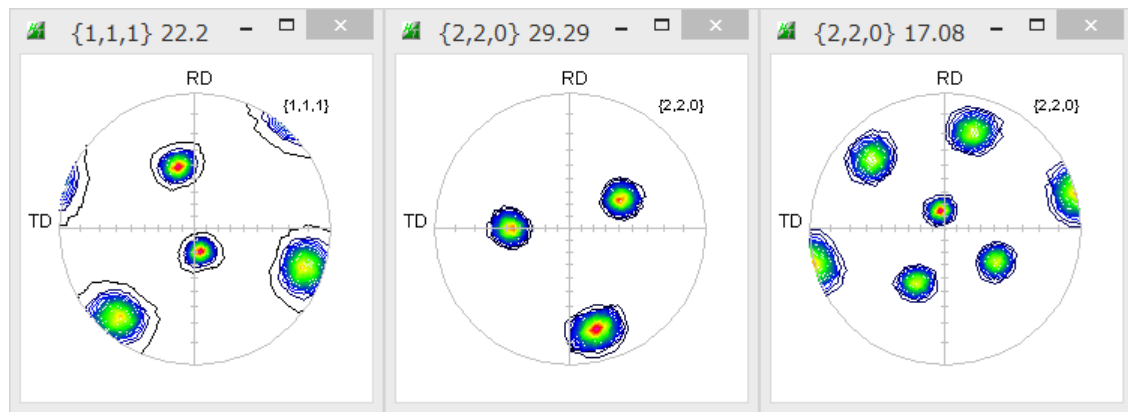 {1,1,1} 22.2
RD
{1,1,1}
TD
{2,2,0} 29.29
RD
{2,2,0}
TD
{2,2,0} 17.08
RD
{2,2,0}
TD